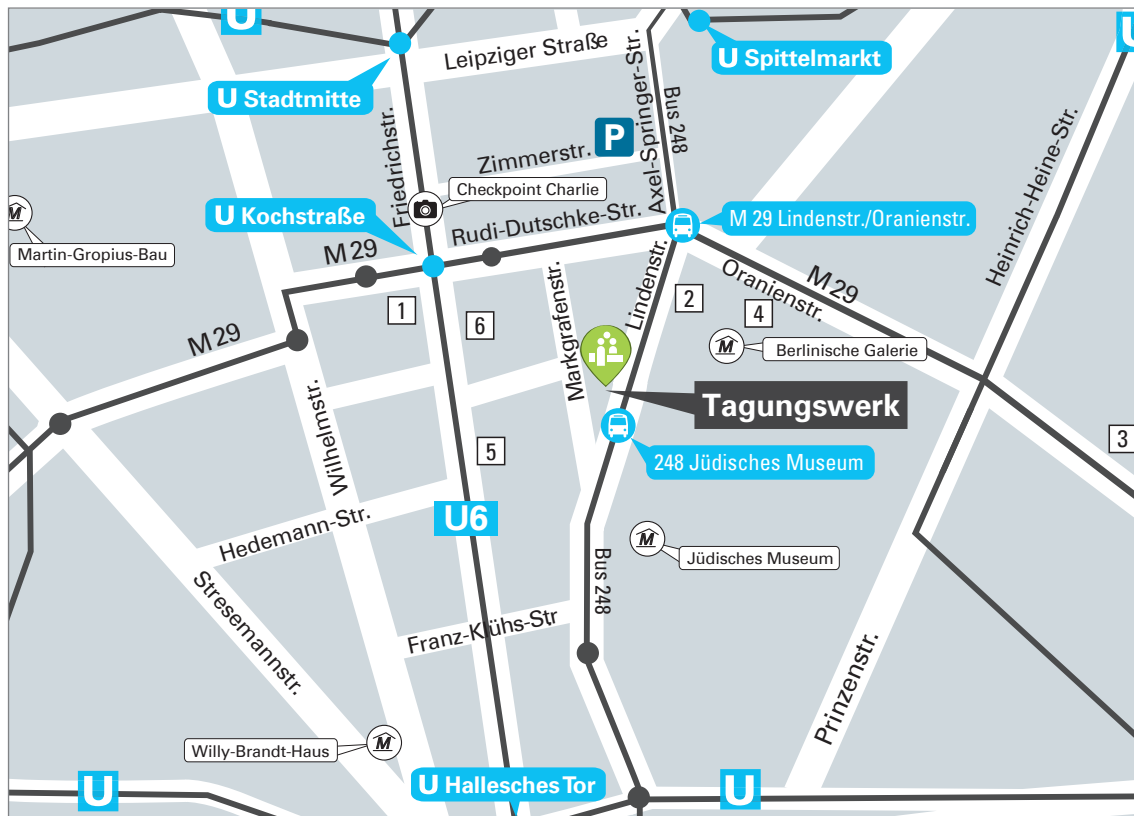 U
U
Leipziger Straße
U Spittelmarkt
U Stadtmitte
Friedrichstr.
Zimmerstr.
P
Axel-Springer-Str.
Bus 248
Heinrich-Heine-Str.
M
Martin-Gropius-Bau
Checkpoint Charlie
U Kochstraße
Rudi-Dutschke-Str.
M 29 Lindenstr./Oranienstr.
M 29
M 29
M 29
Oranienstr.
Lindenstr.
Markgrafenstr.
1
6
2
4
M
Berlinische Galerie
Tagungswerk
Wilhelmstr.
5
3
248 Jüdisches Museum
U6
Hedemann-Str.
M
Jüdisches Museum
Bus 248
Stresemannstr.
Franz-Klühs-Str
Prinzenstr.
M
Willy-Brandt-Haus
U Hallesches Tor
U
U